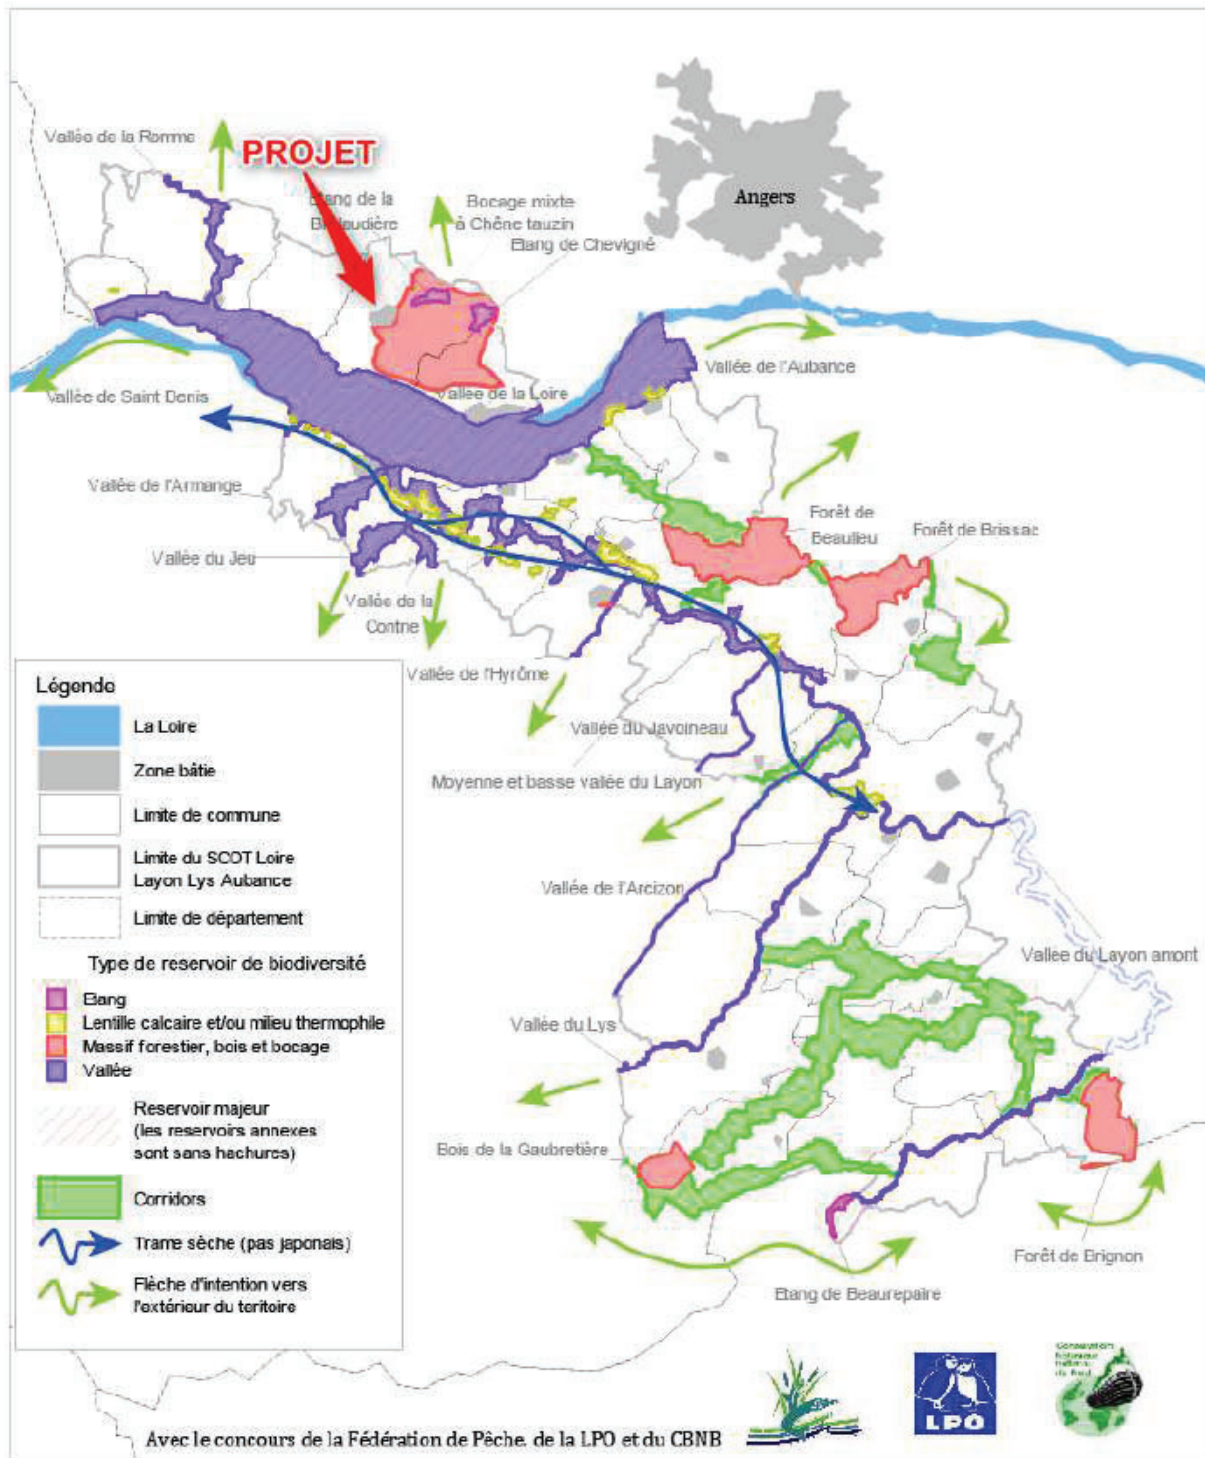 Vallée de la Romme
PROJET
Etang de la
Bocage mixte
à Chêne tauzin
Etang de Chevigné
Angers
Vallée de l'Aubance
Vallée de Saint Denis
Vallée de la Loire
Vallée de l'Armange
Forêt de
Beaulieu
Forêt de Brissac
Vallée du Jeu
Vallée de la
Contrie
Vallée de l'Hyrôme
Vallée du Javoineau
Moyenne et basse vallée du Layon
Vallée de l'Arcizon
Vallée du Layon amont
Vallée du Lys
Bois de la Gaubretière
Forêt de Brignon
Etang de Beaurepaire
Légende
La Loire
Zone bâtie
Limite de commune
Limite du SCOT Loire
Layon Lys Aubance
Limite de département
Type de reservoir de biodiversité
Etang
Lentille calcaire et/ou milieu thermophile
Massif forestier, bois et bocage
Vallée
Reservoir majeur
(les reservoirs annexes
sont sans hachures)
Corridors
Trame sèche (pas japonais)
Flèche d'intention vers
l'extérieur du teritoire
Avec le concours de la Fédération de Pêche. de la LPO et du CBNB
LPO